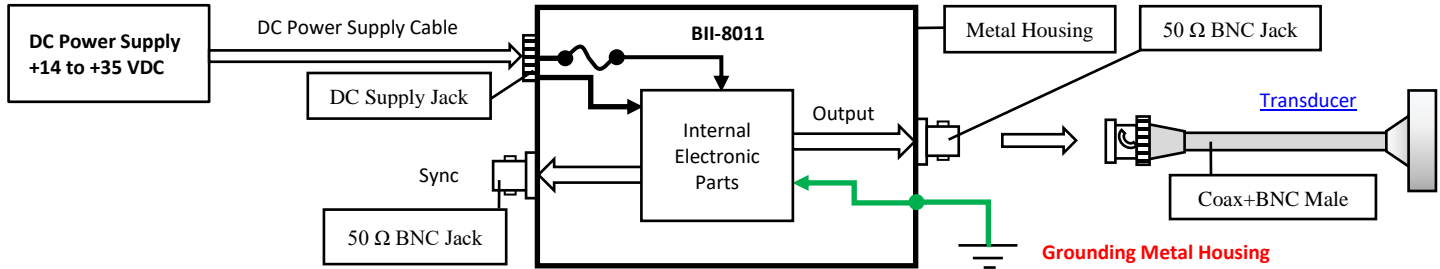 DC Power Supply
+14 to +35 VDC
DC Power Supply Cable
DC Supply Jack
BII-8011
Metal Housing
50 Ω BNC Jack
Transducer
Internal
Electronic
Parts
Output
Sync
50 Ω BNC Jack
Coax+BNC Male
Grounding Metal Housing